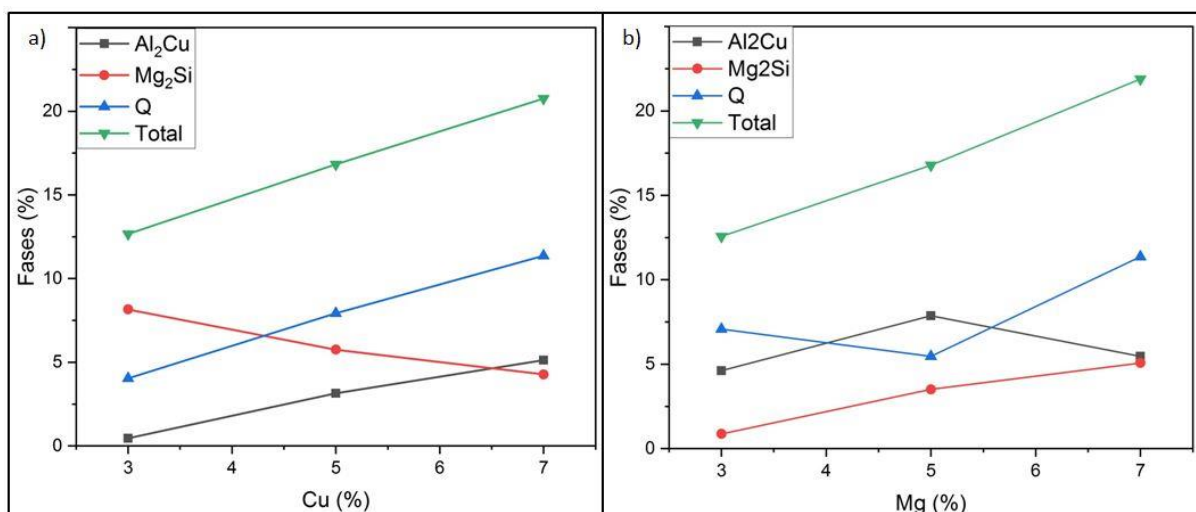 a)
Al₂Cu
Mg₂Si
Q
Total
Fases (%)
20
15
10
5
0
3 4 5 6 7
Cu (%)
b)
Al2Cu
Mg2Si
Q
Total
Fases (%)
20
15
10
5
0
3 4 5 6 7
Mg (%)